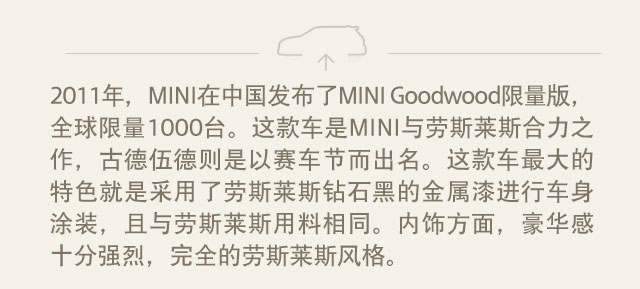 2011年，MINI在中国发布了MINI Goodwood限量版，
全球限量1000台。这款车是MINI与劳斯莱斯合力之
作，古德伍德则是以赛车节而出名。这款车最大的
特色就是采用了劳斯莱斯钻石黑的金属漆进行车身
涂装，且与劳斯莱斯用料相同。内饰方面，豪华感
十分强烈，完全的劳斯莱斯风格。